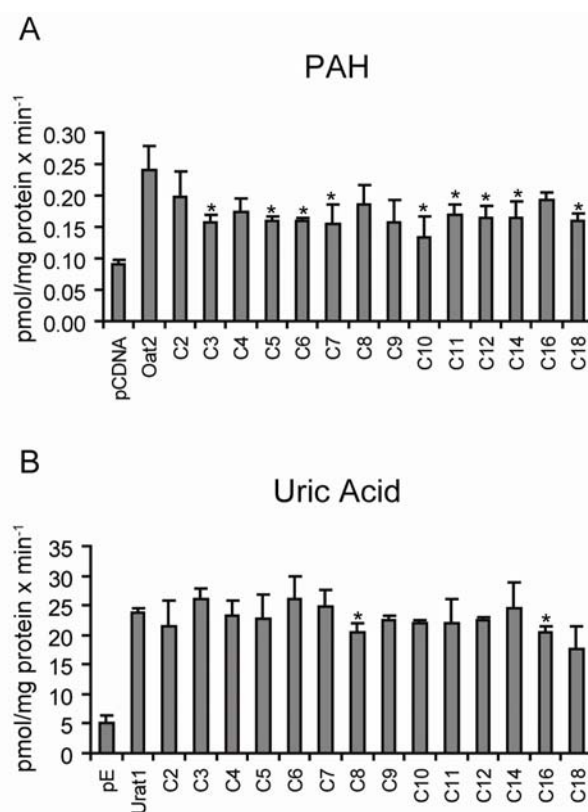 A
PAH
pmol/mg protein x min⁻¹
0.30
0.25
0.20
0.15
0.10
0.05
0.00
* * * * * * * * *
pCDNA Oat2 C2 C3 C4 C5 C6 C7 C8 C9 C10 C11 C12 C14 C16 C18
B
Uric Acid
pmol/mg protein x min⁻¹
35
30
25
20
15
10
5
0
* *
pE Urat1 C2 C3 C4 C5 C6 C7 C8 C9 C10 C11 C12 C14 C16 C18